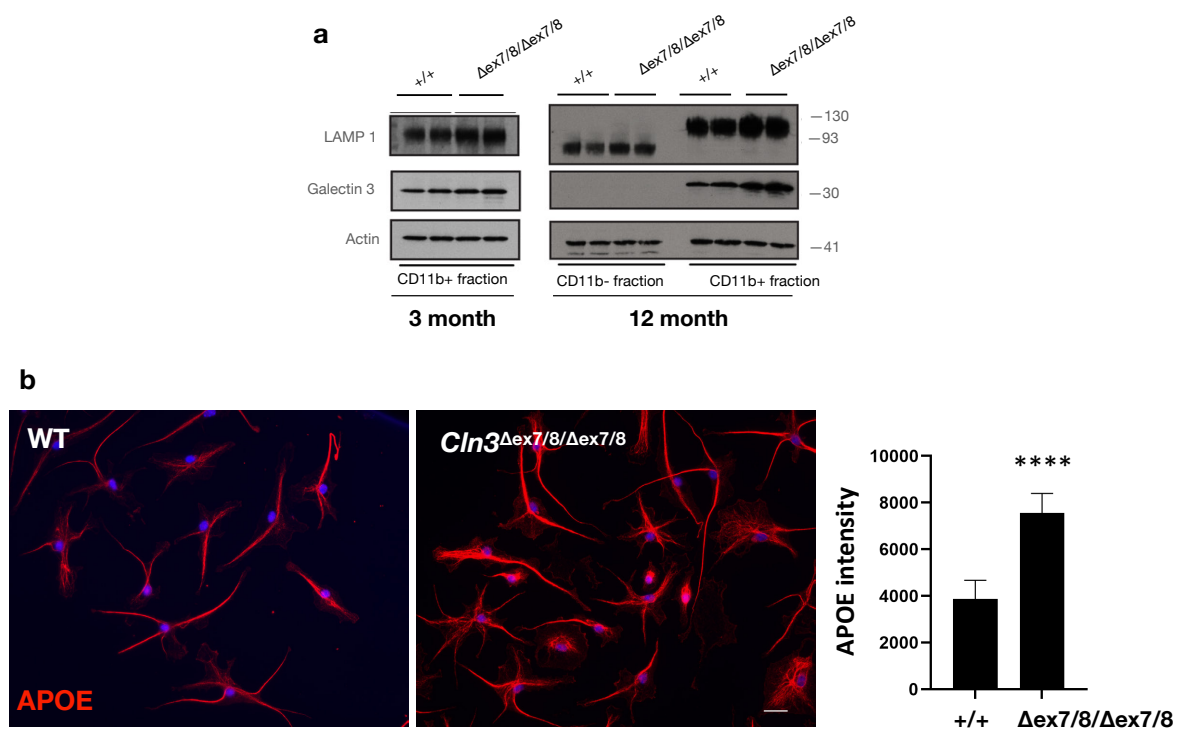 a
+/+
Δex7/8/Δex7/8
+/+
Δex7/8/Δex7/8
+/+
Δex7/8/Δex7/8
LAMP 1
—130
—93
Galectin 3
—30
Actin
—41
CD11b+ fraction
CD11b- fraction
CD11b+ fraction
3 month
12 month
b
WT
APOE
Cln3Δex7/8/Δex7/8
APOE intensity
10000
8000
6000
4000
2000
0
****
+/+
Δex7/8/Δex7/8